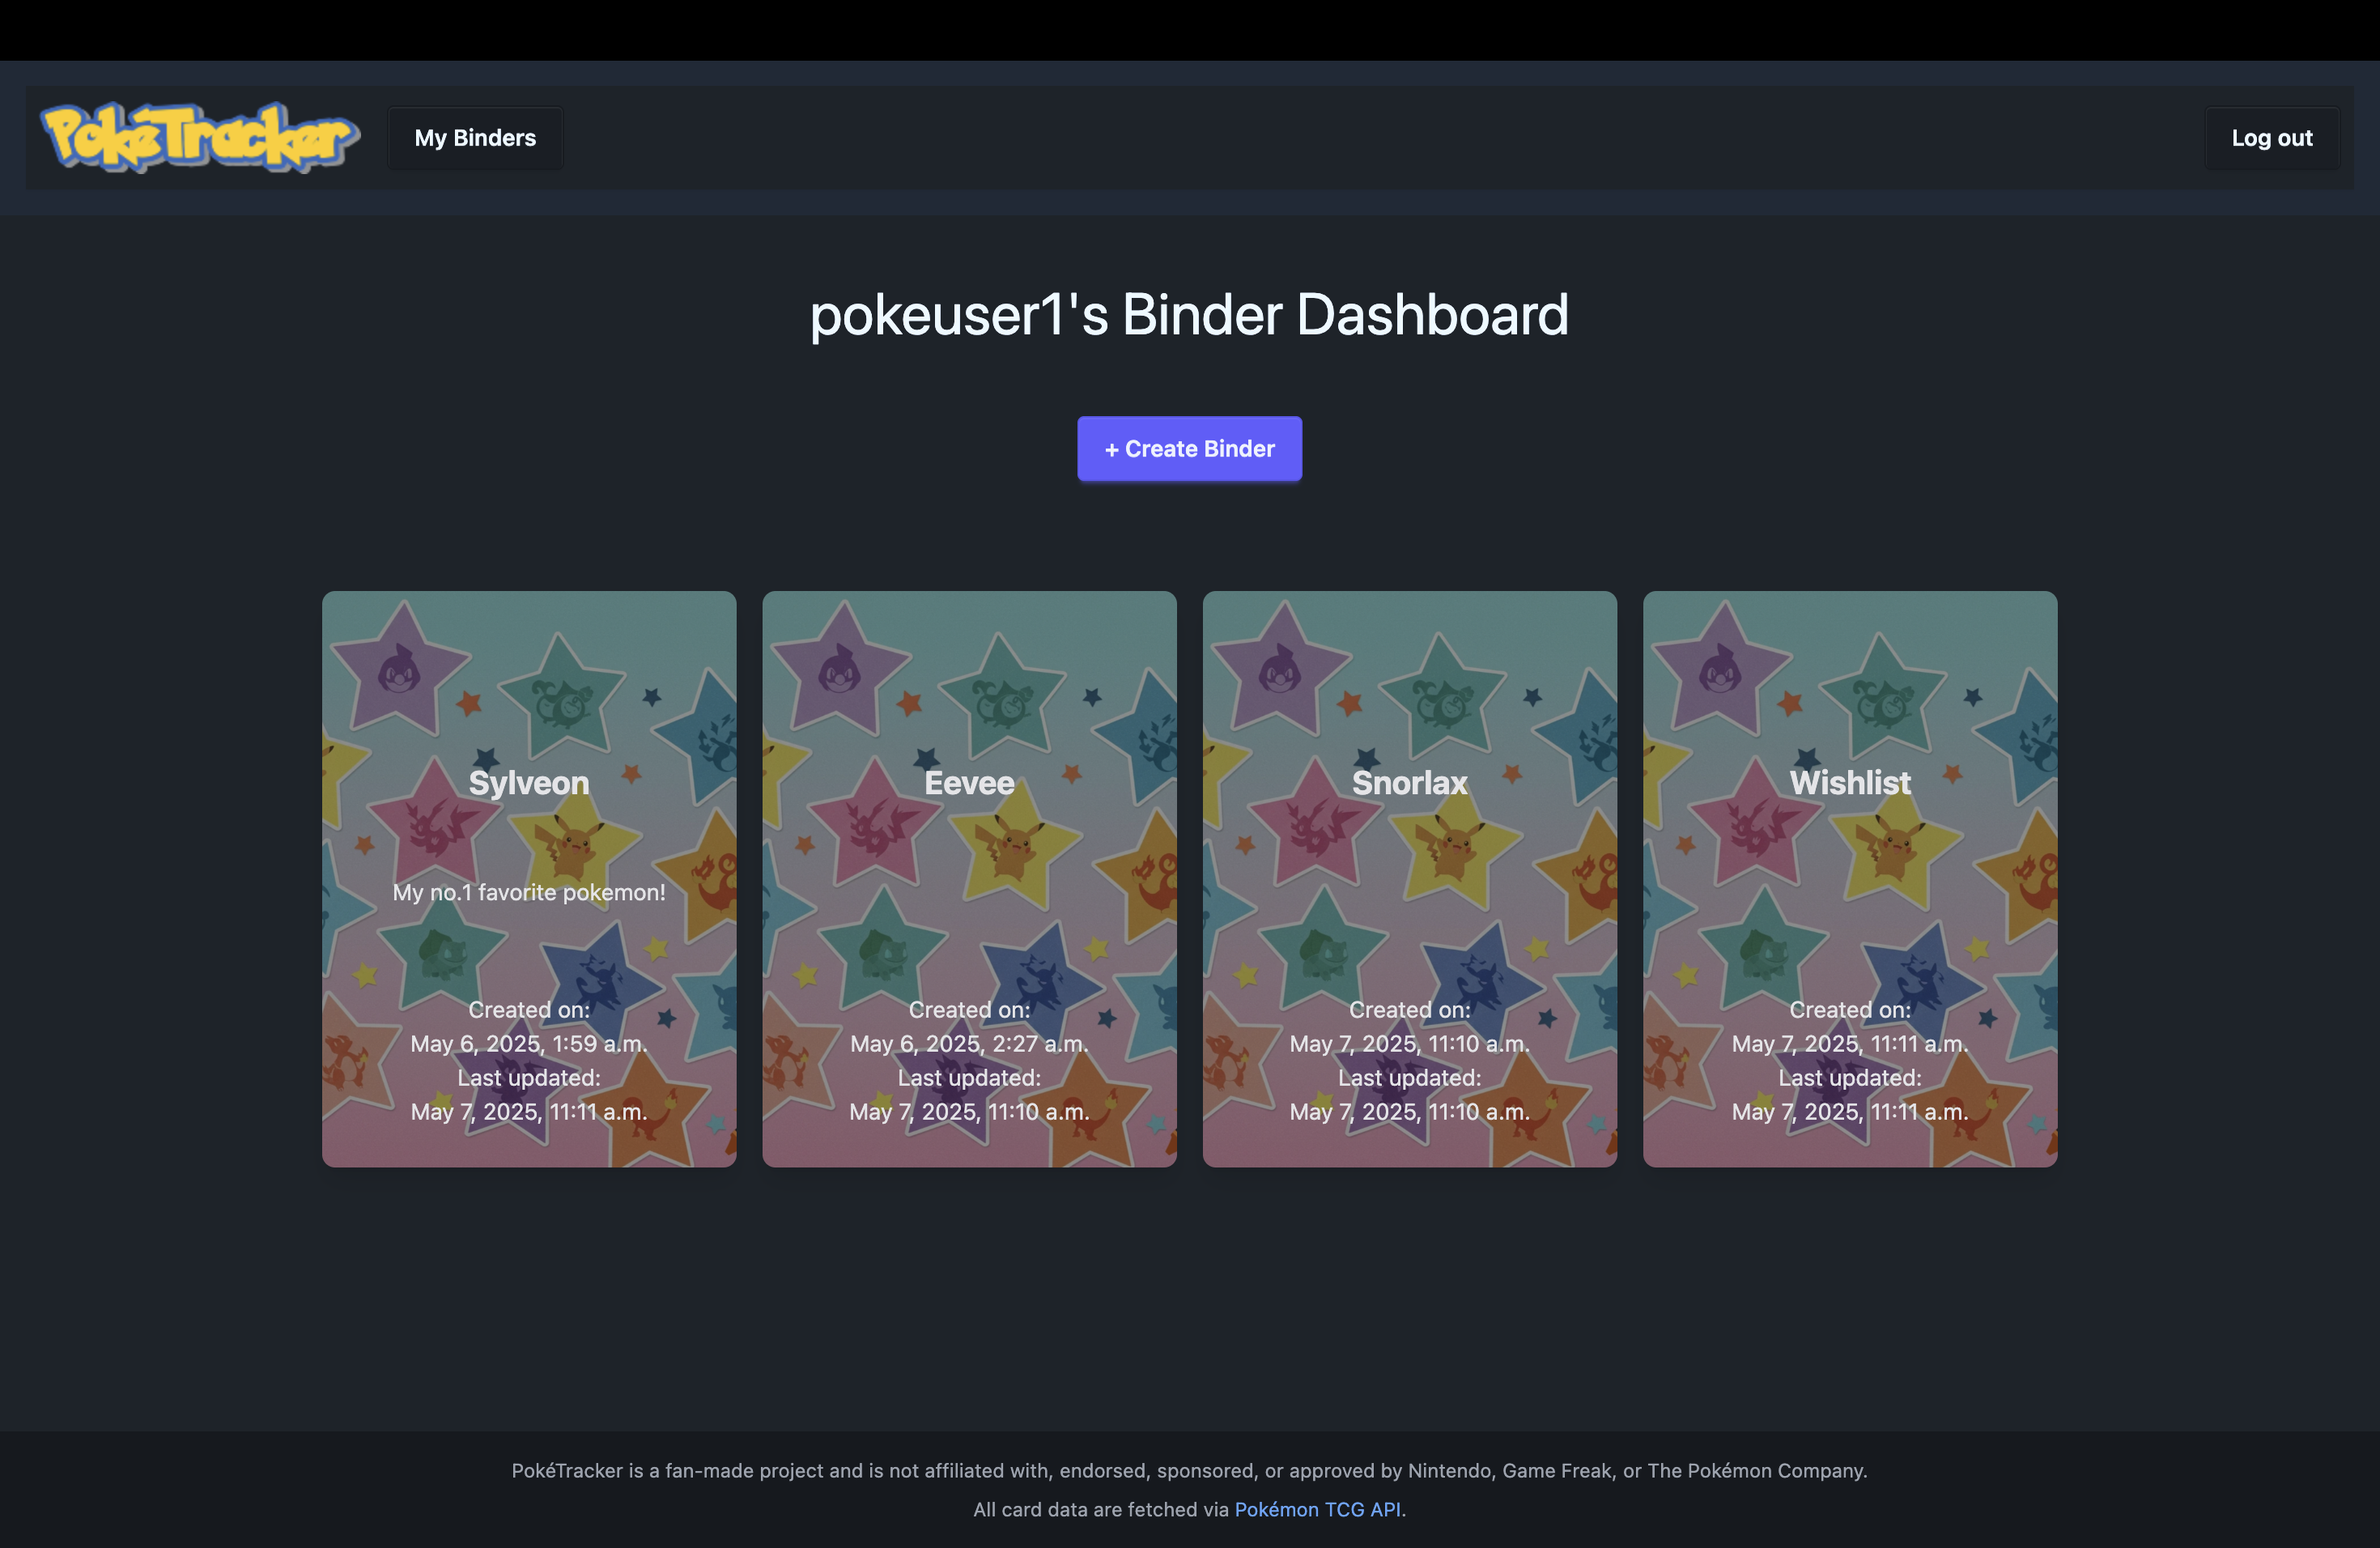 PokéTracker
My Binders
Log out
pokeuser1's Binder Dashboard
+ Create Binder
Sylveon
My no.1 favorite pokemon!
Created on:
May 6, 2025, 1:59 a.m.
Last updated:
May 7, 2025, 11:11 a.m.
Eevee
Created on:
May 6, 2025, 2:27 a.m.
Last updated:
May 7, 2025, 11:10 a.m.
Snorlax
Created on:
May 7, 2025, 11:10 a.m.
Last updated:
May 7, 2025, 11:10 a.m.
Wishlist
Created on:
May 7, 2025, 11:11 a.m.
Last updated:
May 7, 2025, 11:11 a.m.
PokéTracker is a fan-made project and is not affiliated with, endorsed, sponsored, or approved by Nintendo, Game Freak, or The Pokémon Company.
All card data are fetched via Pokémon TCG API.